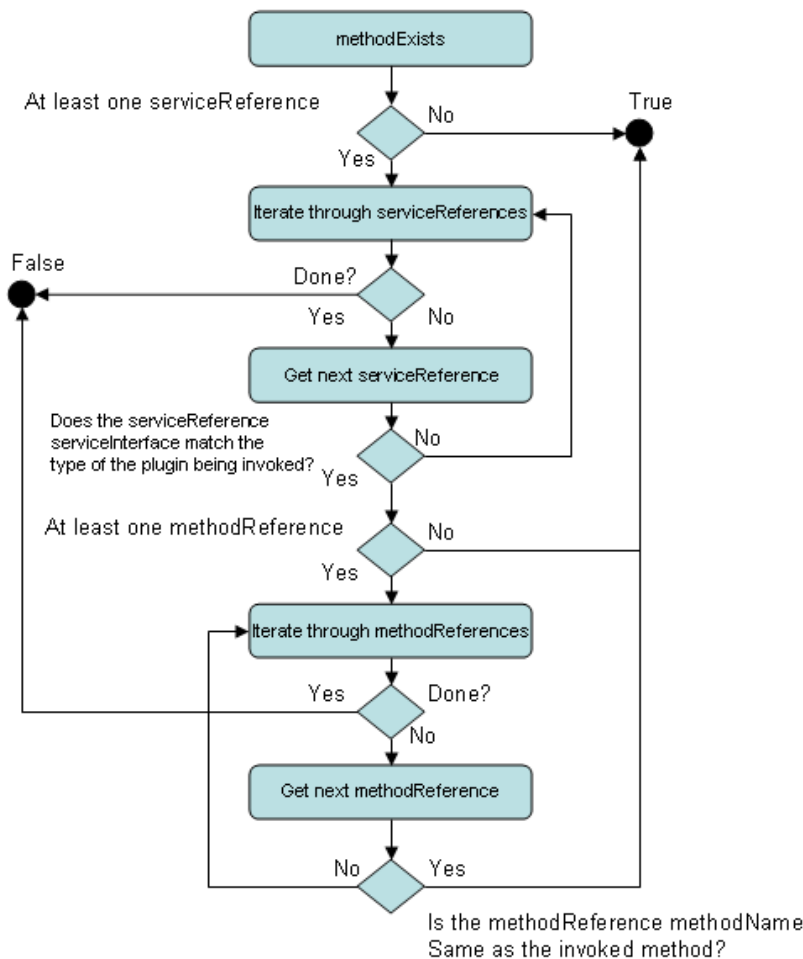 methodExists
At least one serviceReference
True
No
Yes
Iterate through serviceReferences
False
Done?
Yes
No
Get next serviceReference
Does the serviceReference
serviceInterface match the
type of the plugin being invoked?
No
Yes
At least one methodReference
No
Yes
Iterate through methodReferences
Yes
Done?
No
Get next methodReference
No
Yes
Is the methodReference methodName
Same as the invoked method?